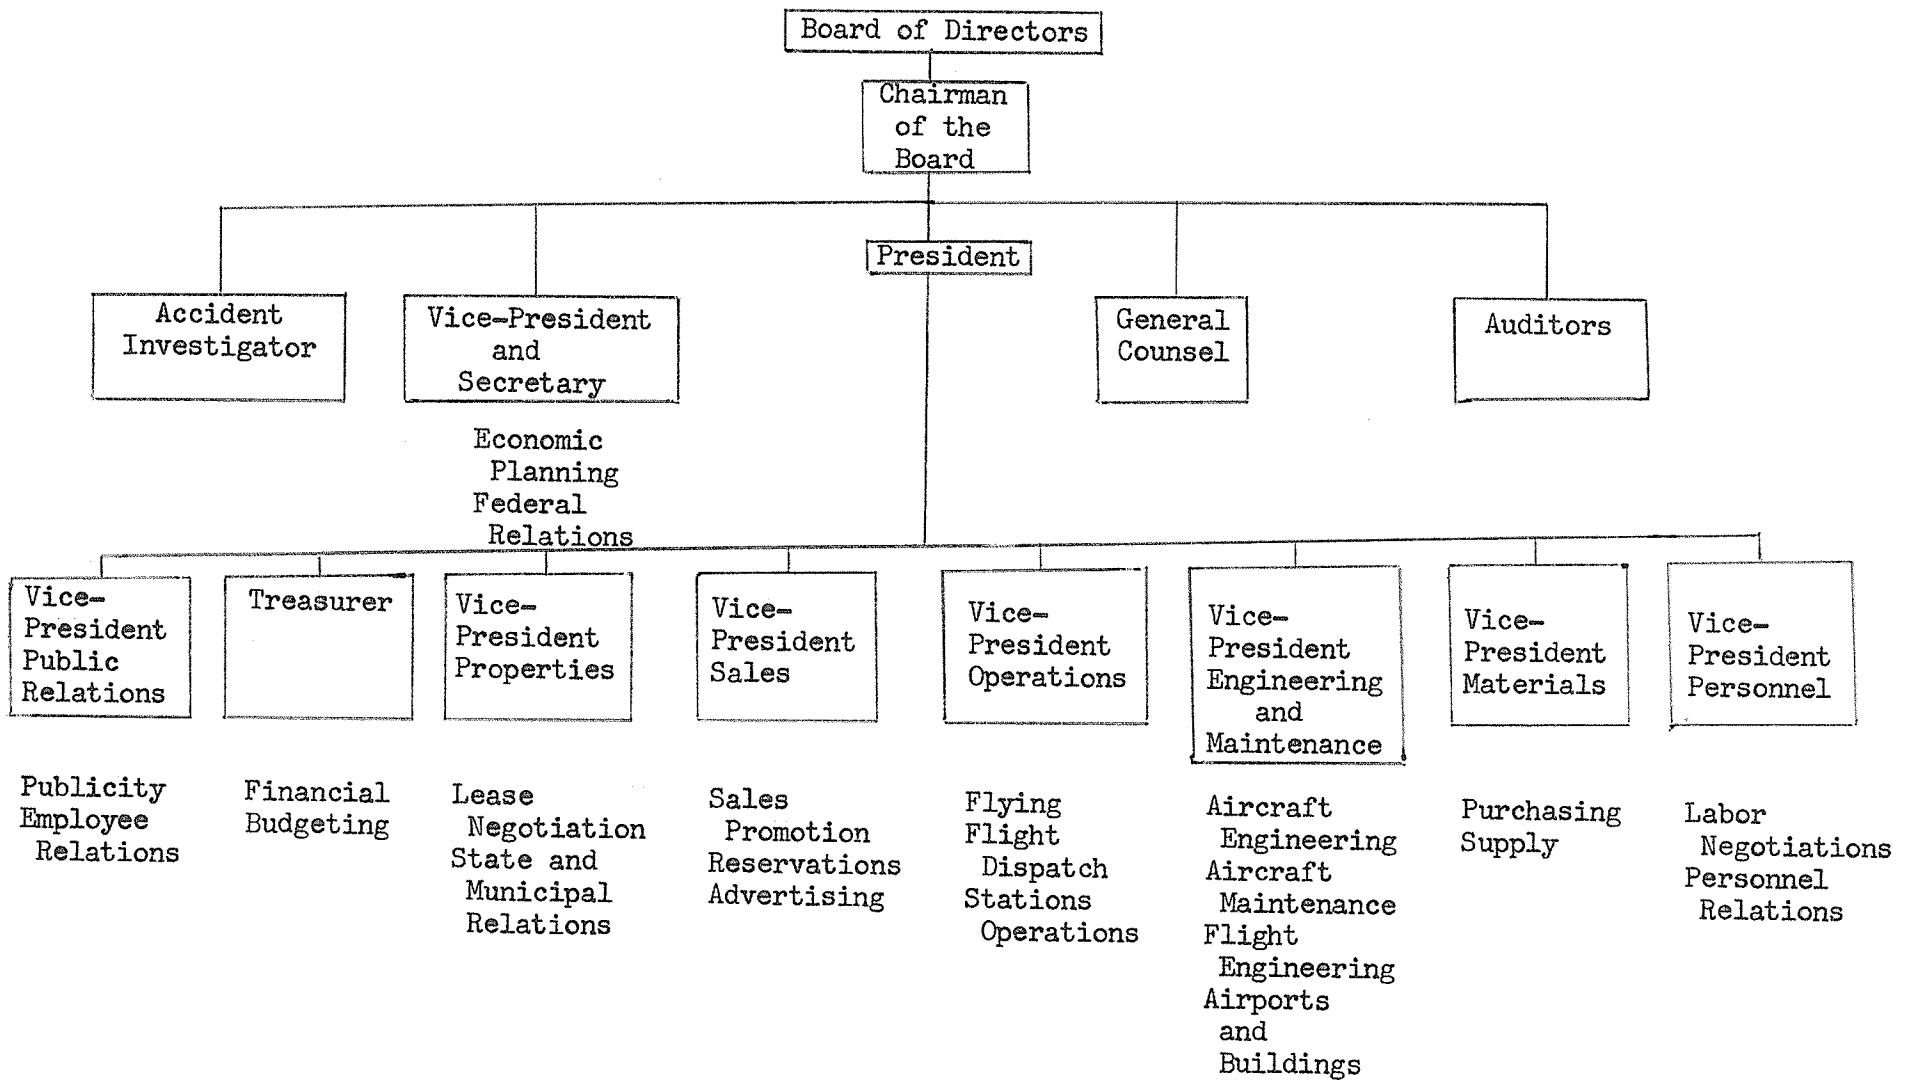 Board of Directors
Chairman
of the
Board
President
Accident
Investigator
Vice-President
and
Secretary
General
Counsel
Auditors
Economic
Planning
Federal
Relations
Vice-
President
Public
Relations
Treasurer
Vice-
President
Properties
Vice-
President
Sales
Vice-
President
Operations
Vice-
President
Engineering
and
Maintenance
Vice-
President
Materials
Vice-
President
Personnel
Publicity
Employee
Relations
Financial
Budgeting
Lease
Negotiation
State and
Municipal
Relations
Sales
Promotion
Reservations
Advertising
Flying
Flight
Dispatch
Stations
Operations
Aircraft
Engineering
Aircraft
Maintenance
Flight
Engineering
Airports
and
Buildings
Purchasing
Supply
Labor
Negotiations
Personnel
Relations